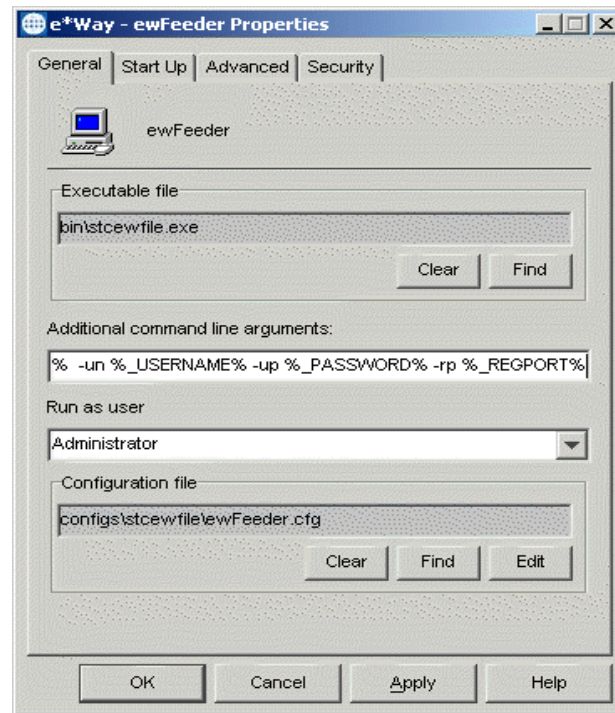 e*Way - ewFeeder Properties
General Start Up Advanced Security
ewFeeder
Executable file
bin\stcewfile.exe
Clear Find
Additional command line arguments:
% -un %_USERNAME% -up %_PASSWORD% -rp %_REGPORT%
Run as user
Administrator
Configuration file
configs\stcewfile\ewFeeder.cfg
Clear Find Edit
OK Cancel Apply Help